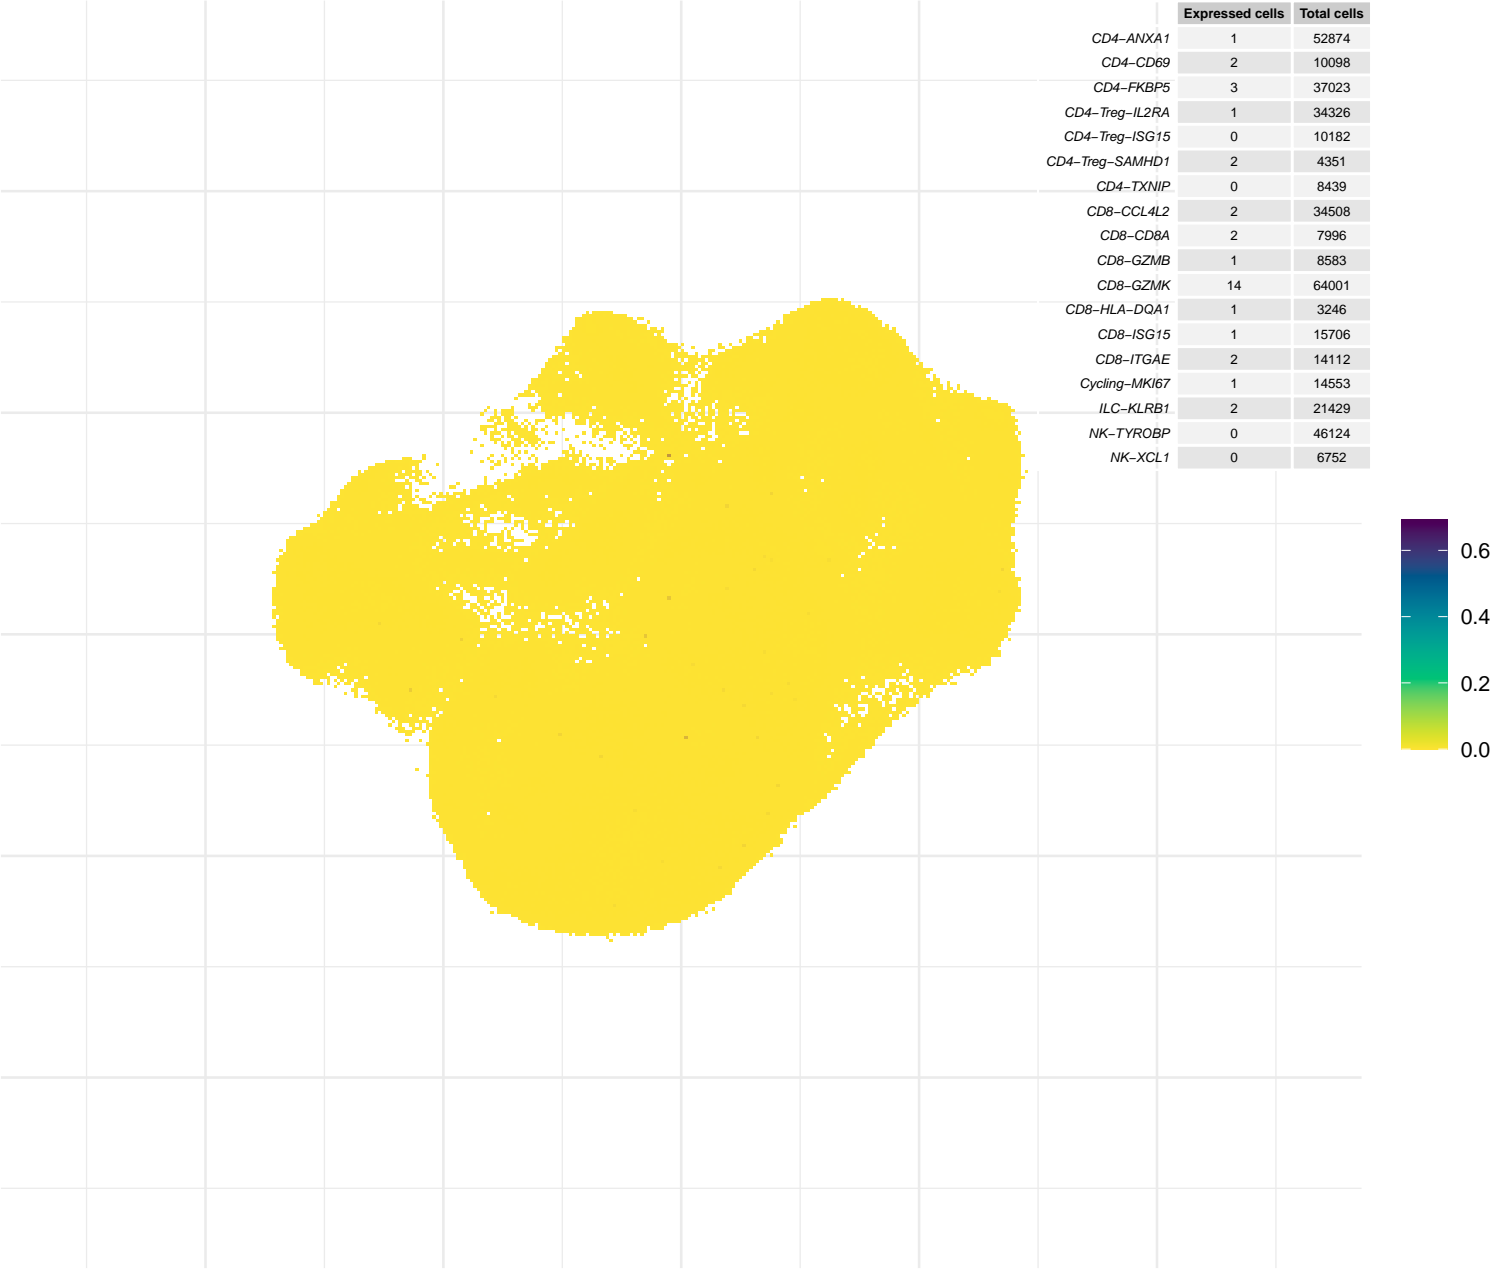 Expressed cells Total cells
CD4−ANXA1 1 52874
CD4−CD69 2 10098
CD4−FKBP5 3 37023
CD4−Treg−IL2RA 1 34326
CD4−Treg−ISG15 0 10182
CD4−Treg−SAMHD1 2 4351
CD4−TXNIP 0 8439
CD8−CCL4L2 2 34508
CD8−CD8A 2 7996
CD8−GZMB 1 8583
CD8−GZMK 14 64001
CD8−HLA−DQA1 1 3246
CD8−ISG15 1 15706
CD8−ITGAE 2 14112
Cycling−MKI67 1 14553
ILC−KLRB1 2 21429
NK−TYROBP 0 46124
NK−XCL1 0 6752
0.6
0.4
0.2
0.0